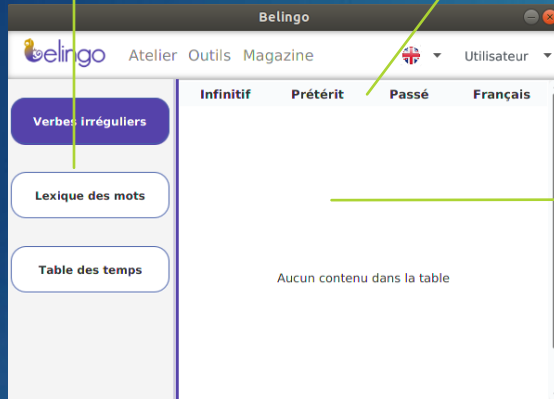 Belingo
Belingo Atelier Outils Magazine Utilisateur
Infinitif Prétérit Passé Français
Verbes irréguliers
Lexique des mots
Table des temps
Aucun contenu dans la table